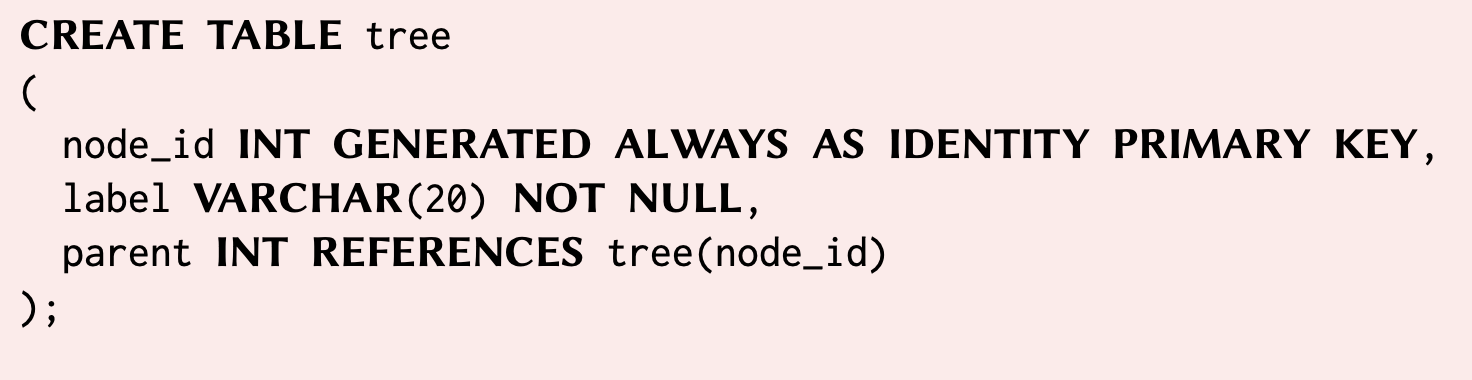 CREATE TABLE tree
(
  node_id INT GENERATED ALWAYS AS IDENTITY PRIMARY KEY,
  label VARCHAR(20) NOT NULL,
  parent INT REFERENCES tree(node_id)
);